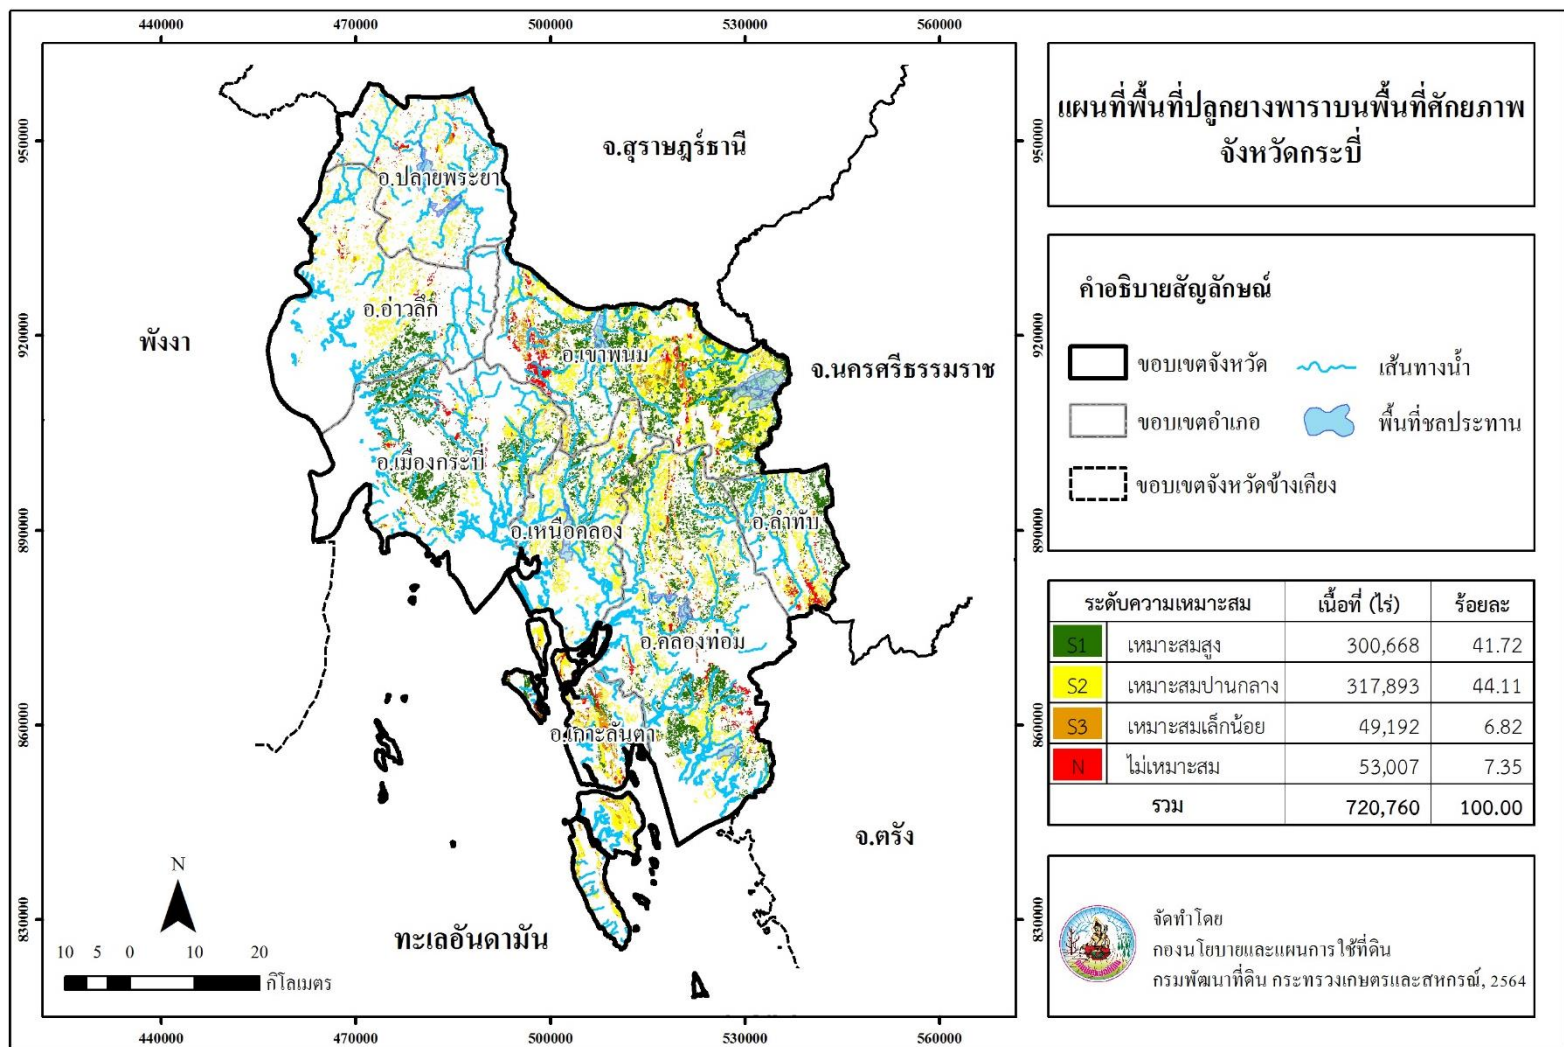 440000
470000
500000
530000
560000
950000
920000
890000
860000
830000
จ.สุราษฎร์ธานี
อ.ปลายพระยา
อ.อ่าวลึก
พังงา
อ.เขาพนม
จ.นครศรีธรรมราช
อ.เมืองกระบี่
อ.ลำทับ
อ.เหนือคลอง
อ.คลองท่อม
อ.เกาะลันตา
จ.ตรัง
ทะเลอันดามัน
N
10 5 0 10 20
กิโลเมตร
950000
920000
890000
860000
830000
440000
470000
500000
530000
560000
แผนที่พื้นที่ปลูกยางพาราบนพื้นที่ศักยภาพ
จังหวัดกระบี่
คำอธิบายสัญลักษณ์
ขอบเขตจังหวัด เส้นทางน้ำ
ขอบเขตอำเภอ พื้นที่ชลประทาน
ขอบเขตจังหวัดข้างเคียง
ระดับความเหมาะสม เนื้อที่ (ไร่) ร้อยละ
S1 เหมาะสมสูง 300,668 41.72
S2 เหมาะสมปานกลาง 317,893 44.11
S3 เหมาะสมเล็กน้อย 49,192 6.82
N ไม่เหมาะสม 53,007 7.35
รวม 720,760 100.00
จัดทำโดย
กองนโยบายและแผนการใช้ที่ดิน
กรมพัฒนาที่ดิน กระทรวงเกษตรและสหกรณ์, 2564